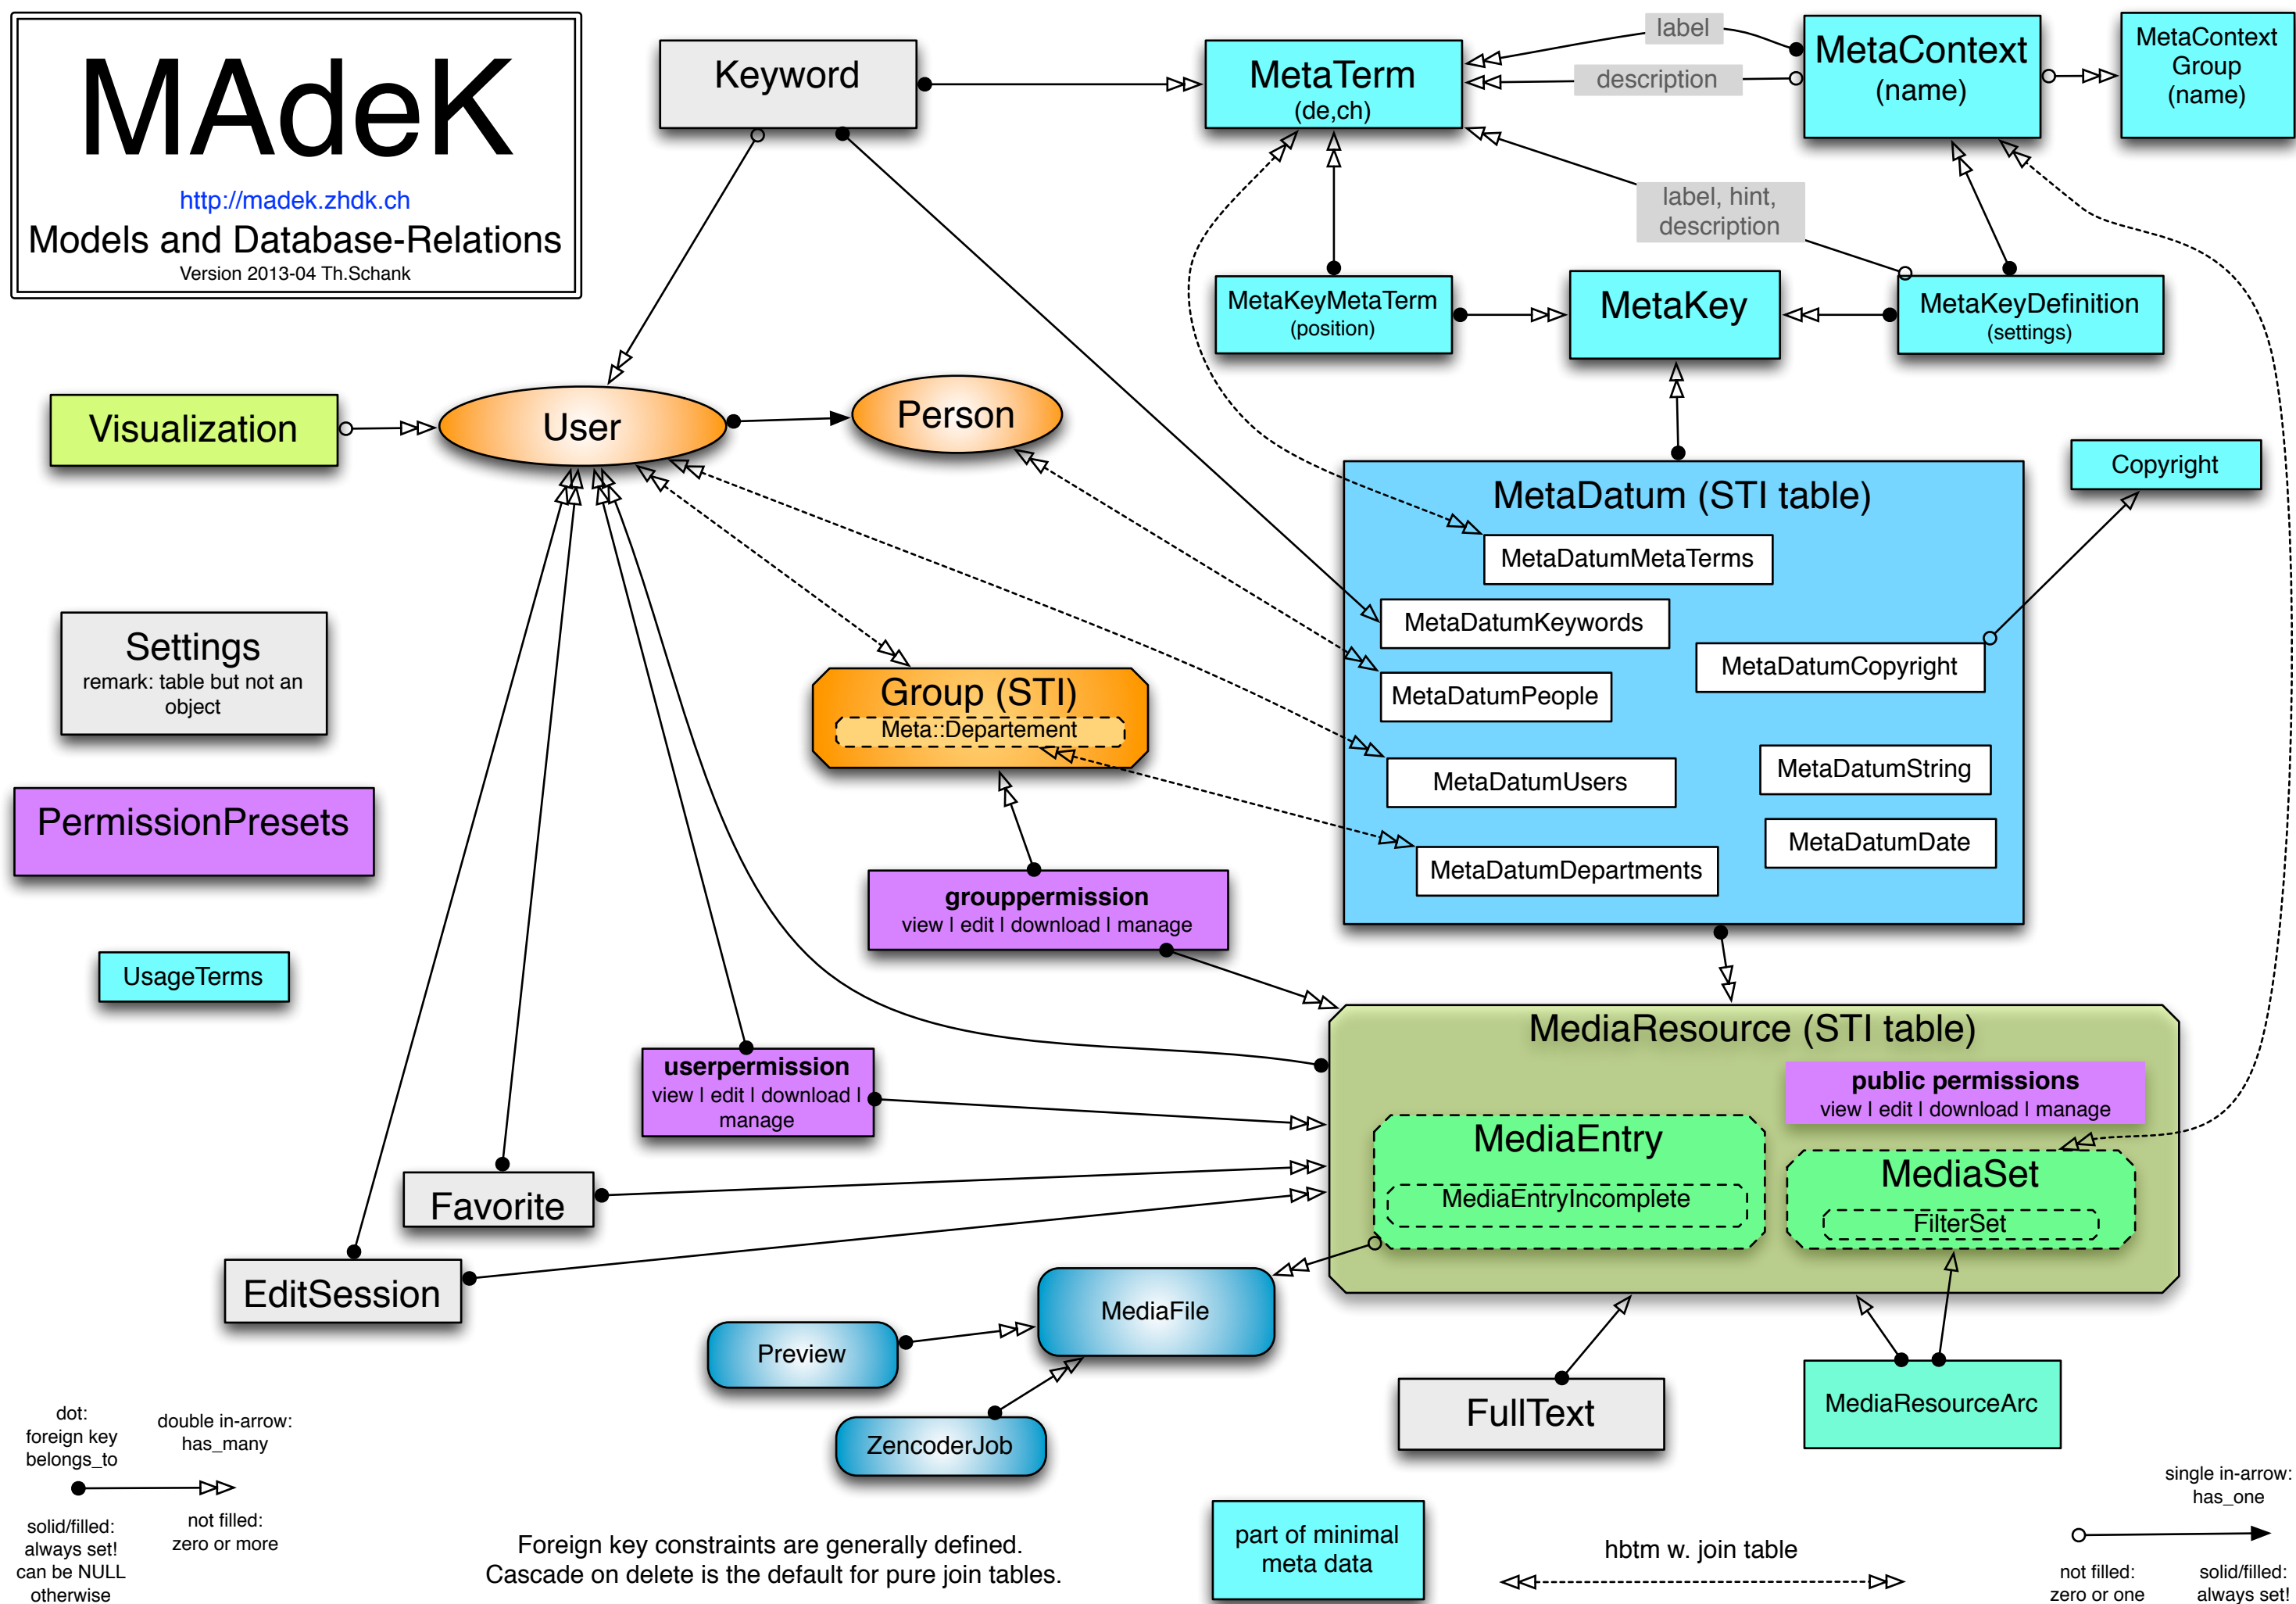 MAdeK
http://madek.zhdk.ch
Models and Database-Relations
Version 2013-04 Th.Schank
Keyword
MetaTerm
(de,ch)
label
description
MetaContext
(name)
MetaContext
Group
(name)
label, hint,
description
MetaKeyMetaTerm
(position)
MetaKey
MetaKeyDefinition
(settings)
Visualization
User
Person
Copyright
MetaDatum (STI table)
MetaDatumMetaTerms
MetaDatumKeywords
MetaDatumCopyright
MetaDatumPeople
MetaDatumString
MetaDatumUsers
MetaDatumDate
MetaDatumDepartments
Settings
remark: table but not an
object
Group (STI)
Meta::Departement
PermissionPresets
grouppermission
view I edit I download I manage
UsageTerms
userpermission
view I edit I download I
manage
MediaResource (STI table)
public permissions
view I edit I download I manage
MediaEntry
MediaEntryIncomplete
MediaSet
FilterSet
Favorite
EditSession
MediaFile
Preview
ZencoderJob
FullText
MediaResourceArc
dot:
foreign key
belongs_to
double in-arrow:
has_many
solid/filled:
always set!
can be NULL
otherwise
not filled:
zero or more
Foreign key constraints are generally defined.
Cascade on delete is the default for pure join tables.
part of minimal
meta data
hbtm w. join table
single in-arrow:
has_one
not filled:
zero or one
solid/filled:
always set!